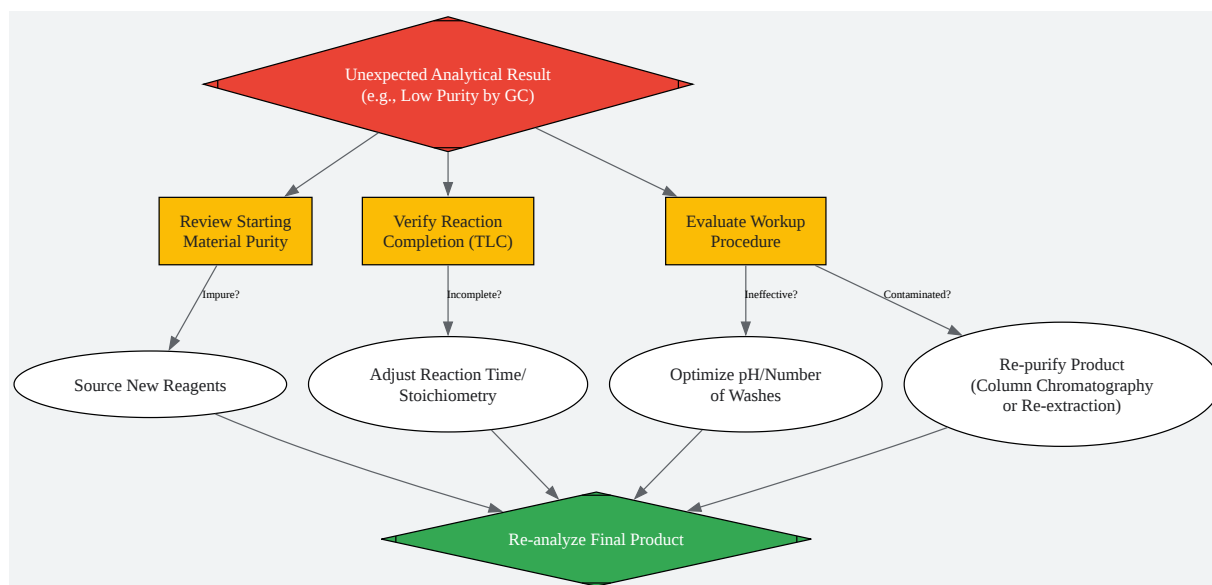 Unexpected Analytical Result
(e.g., Low Purity by GC)
Review Starting
Material Purity
Verify Reaction
Completion (TLC)
Evaluate Workup
Procedure
Impure?
Incomplete?
Ineffective?
Contaminated?
Source New Reagents
Adjust Reaction Time/
Stoichiometry
Optimize pH/Number
of Washes
Re-purify Product
(Column Chromatography
or Re-extraction)
Re-analyze Final Product